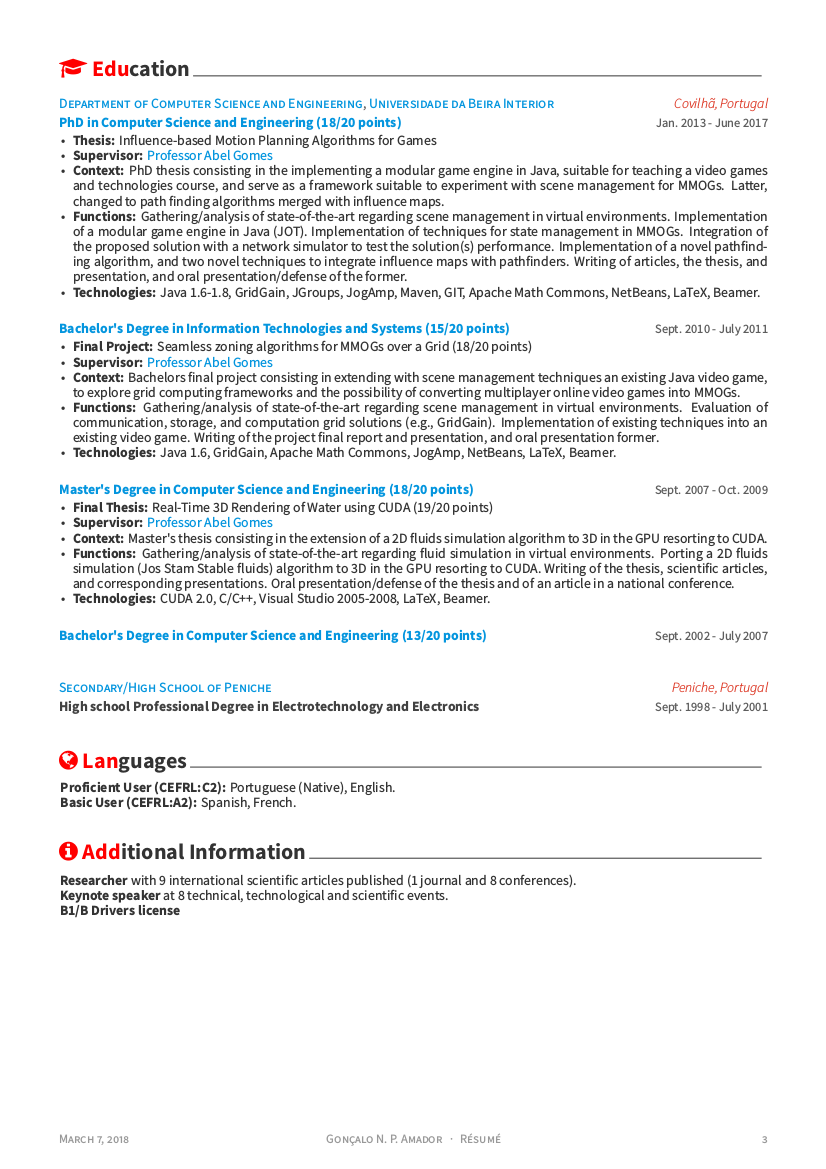 Education
Department of Computer Science and Engineering, Universidade da Beira Interior Covilhã, Portugal
PhD in Computer Science and Engineering (18/20 points) Jan. 2013 - June 2017
• Thesis: Influence-based Motion Planning Algorithms for Games
• Supervisor: Professor Abel Gomes
• Context: PhD thesis consisting in the implementing a modular game engine in Java, suitable for teaching a video games
and technologies course, and serve as a framework suitable to experiment with scene management for MMOGs. Latter,
changed to path finding algorithms merged with influence maps.
• Functions: Gathering/analysis of state-of-the-art regarding scene management in virtual environments. Implementation
of a modular game engine in Java (JOT). Implementation of techniques for state management in MMOGs. Integration of
the proposed solution with a network simulator to test the solution(s) performance. Implementation of a novel pathfind-
ing algorithm, and two novel techniques to integrate influence maps with pathfinders. Writing of articles, the thesis, and
presentation, and oral presentation/defense of the former.
• Technologies: Java 1.6-1.8, GridGain, JGroups, JogAmp, Maven, GIT, Apache Math Commons, NetBeans, LaTeX, Beamer.
Bachelor's Degree in Information Technologies and Systems (15/20 points) Sept. 2010 - July 2011
• Final Project: Seamless zoning algorithms for MMOGs over a Grid (18/20 points)
• Supervisor: Professor Abel Gomes
• Context: Bachelors final project consisting in extending with scene management techniques an existing Java video game,
to explore grid computing frameworks and the possibility of converting multiplayer online video games into MMOGs.
• Functions: Gathering/analysis of state-of-the-art regarding scene management in virtual environments. Evaluation of
communication, storage, and computation grid solutions (e.g., GridGain). Implementation of existing techniques into an
existing video game. Writing of the project final report and presentation, and oral presentation former.
• Technologies: Java 1.6, GridGain, Apache Math Commons, JogAmp, NetBeans, LaTeX, Beamer.
Master's Degree in Computer Science and Engineering (18/20 points) Sept. 2007 - Oct. 2009
• Final Thesis: Real-Time 3D Rendering of Water using CUDA (19/20 points)
• Supervisor: Professor Abel Gomes
• Context: Master's thesis consisting in the extension of a 2D fluids simulation algorithm to 3D in the GPU resorting to CUDA.
• Functions: Gathering/analysis of state-of-the-art regarding fluid simulation in virtual environments. Porting a 2D fluids
simulation (Jos Stam Stable fluids) algorithm to 3D in the GPU resorting to CUDA. Writing of the thesis, scientific articles,
and corresponding presentations. Oral presentation/defense of the thesis and of an article in a national conference.
• Technologies: CUDA 2.0, C/C++, Visual Studio 2005-2008, LaTeX, Beamer.
Bachelor's Degree in Computer Science and Engineering (13/20 points) Sept. 2002 - July 2007
Secondary/High School of Peniche Peniche, Portugal
High school Professional Degree in Electrotechnology and Electronics Sept. 1998 - July 2001
Languages
Proficient User (CEFRL:C2): Portuguese (Native), English.
Basic User (CEFRL:A2): Spanish, French.
Additional Information
Researcher with 9 international scientific articles published (1 journal and 8 conferences).
Keynote speaker at 8 technical, technological and scientific events.
B1/B Drivers license
March 7, 2018 Gonçalo N. P. Amador · Résumé 3